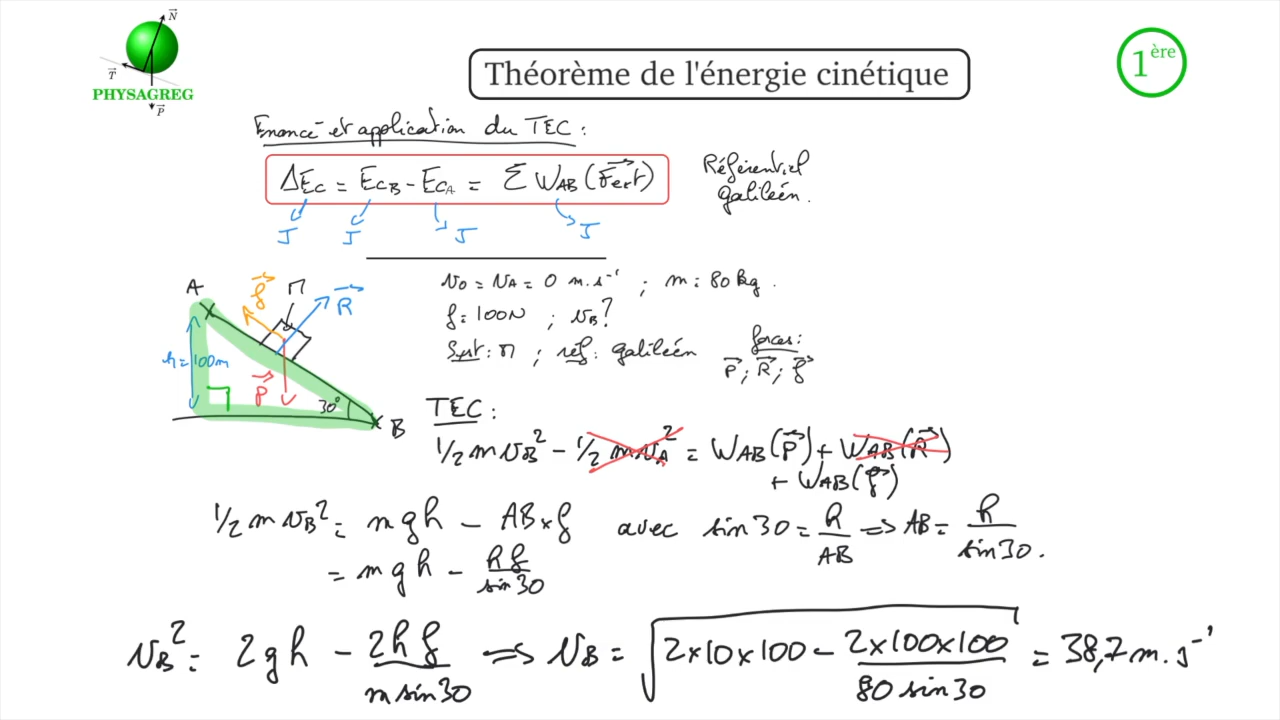 N
T
PHYSAGREG
P
Théorème de l'énergie cinétique
1ère
Enoncé et application du TEC :
ΔEc = EcB - EcA = Σ WAB (Fext)
Référentiel
galiléen.
J J J J
v0 = vA = 0 m.s⁻¹ ; m = 80 kg.
f = 100N ; vB ?
Syst : M ; réf : galiléen
forces :
P ; R ; f
A
f
M
R
h = 100m
P
30°
B
TEC :
1/2 m vB² - 1/2 m vA² = WAB (P) + WAB (R)
+ WAB (f)
1/2 m vB² = mgh - AB × f avec sin 30 = h/AB ⇒ AB = h/sin 30.
= mgh - hf/sin 30
vB² = 2gh - 2hf/m sin 30 ⇒ vB = √(2×10×100 - 2×100×100/80 sin 30) = 38,7 m.s⁻¹